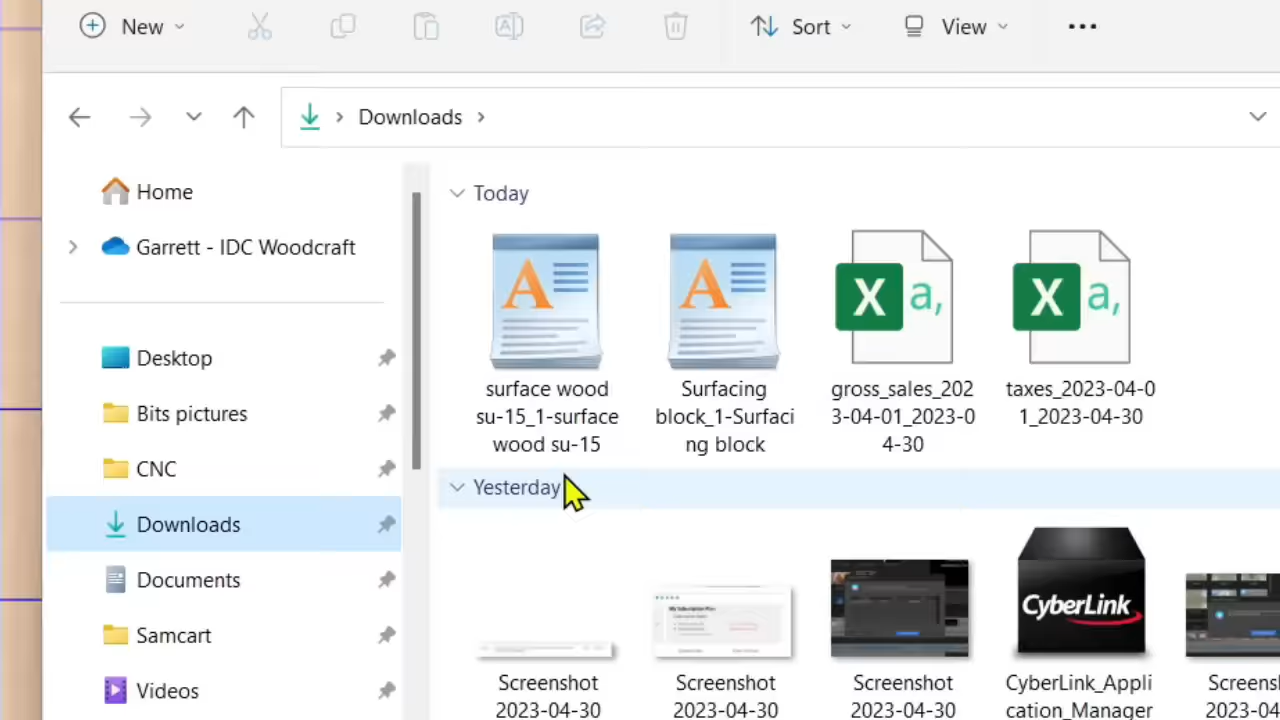 New
Sort
View
Downloads
Home
Garrett - IDC Woodcraft
Desktop
Bits pictures
CNC
Downloads
Documents
Samcart
Videos
Today
surface wood
su-15_1-surface
wood su-15
Surfacing
block_1-Surfaci
ng block
gross_sales_202
3-04-01_2023-0
4-30
taxes_2023-04-0
1_2023-04-30
Yesterday
CyberLink
Screenshot
2023-04-30
Screenshot
2023-04-30
Screenshot
2023-04-30
CyberLink_Appli
cation_Manager
Screens
2023-04